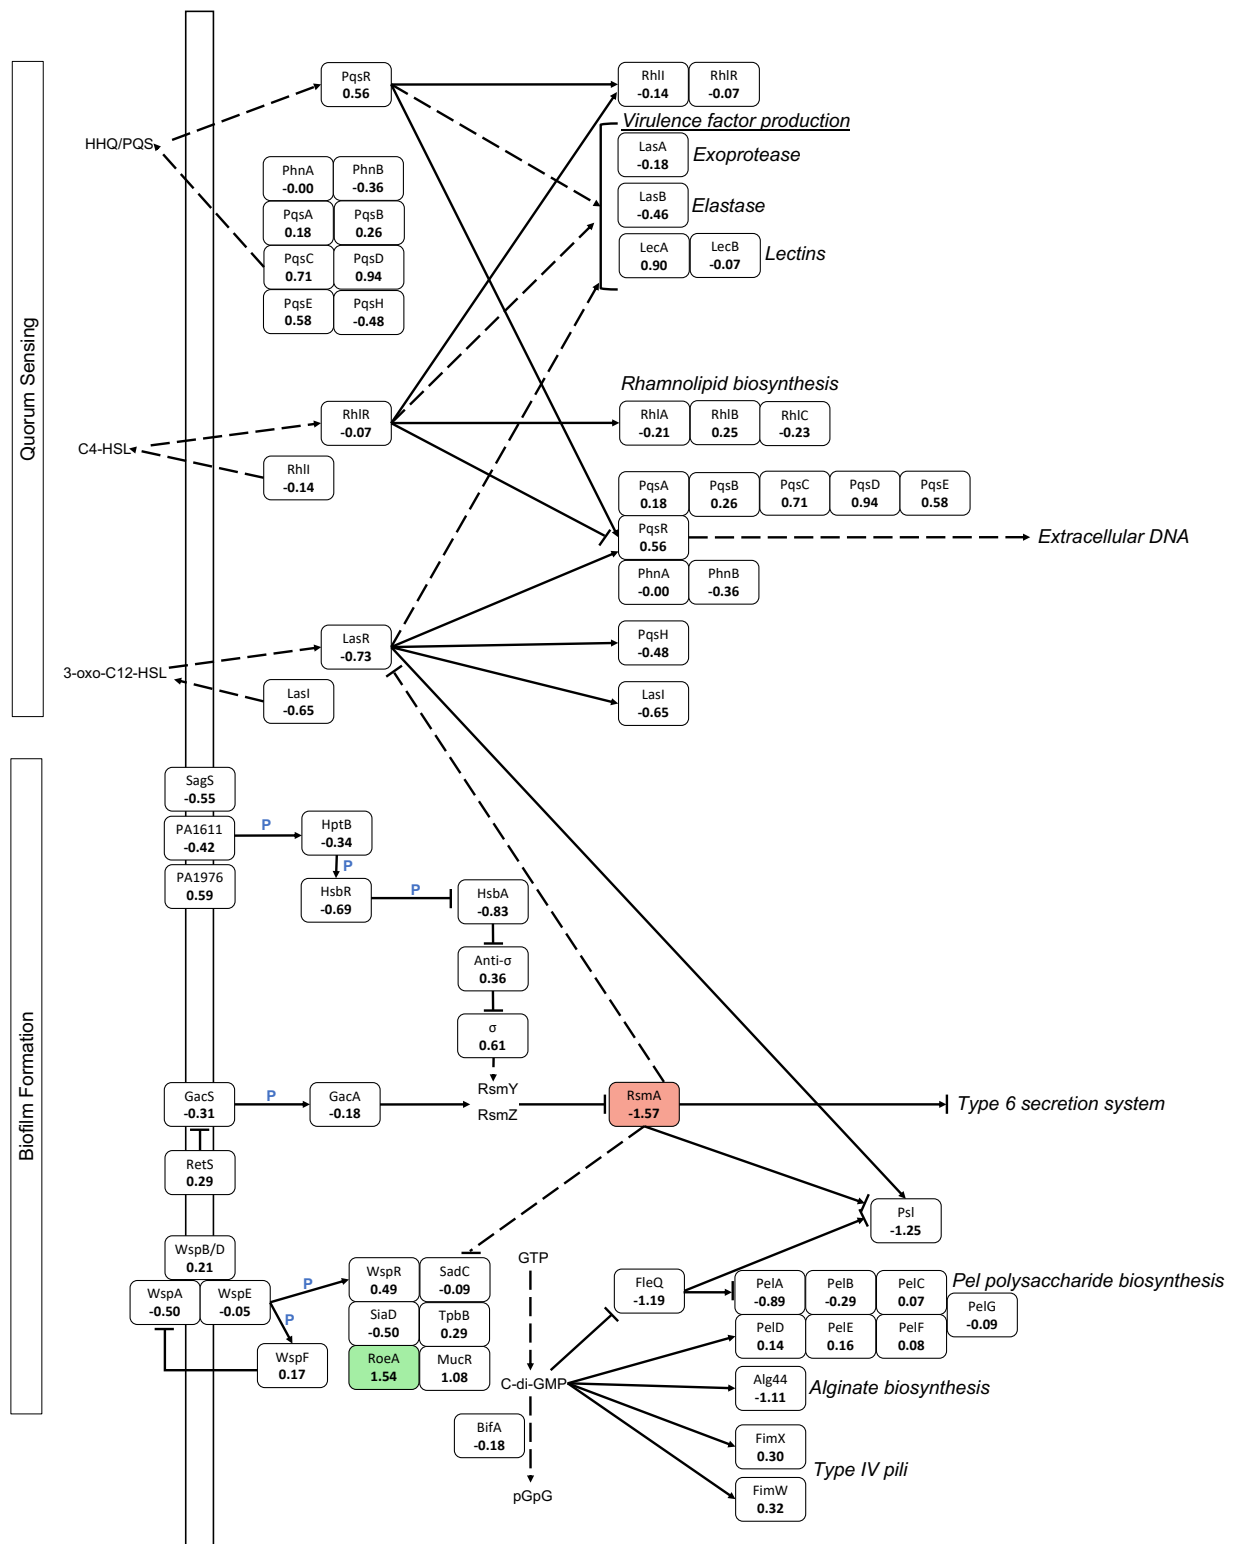 Quorum Sensing
HHQ/PQS
PqsR
0.56
RhlI
-0.14
RhlR
-0.07
Virulence factor production
LasA
-0.18
Exoprotease
LasB
-0.46
Elastase
LecA
0.90
LecB
-0.07
Lectins
PhnA
-0.00
PhnB
-0.36
PqsA
0.18
PqsB
0.26
PqsC
0.71
PqsD
0.94
PqsE
0.58
PqsH
-0.48
C4-HSL
RhlR
-0.07
RhlI
-0.14
Rhamnolipid biosynthesis
RhlA
-0.21
RhlB
0.25
RhlC
-0.23
PqsA
0.18
PqsB
0.26
PqsC
0.71
PqsD
0.94
PqsE
0.58
PqsR
0.56
Extracellular DNA
PhnA
-0.00
PhnB
-0.36
3-oxo-C12-HSL
LasR
-0.73
LasI
-0.65
PqsH
-0.48
LasI
-0.65
Biofilm Formation
SagS
-0.55
PA1611
-0.42
PA1976
0.59
P
HptB
-0.34
P
HsbR
-0.69
P
HsbA
-0.83
Anti-σ
0.36
σ
0.61
RsmY
RsmZ
GacS
-0.31
P
GacA
-0.18
RsmA
-1.57
Type 6 secretion system
RetS
0.29
Psl
-1.25
WspB/D
0.21
WspA
-0.50
WspE
-0.05
P
P
WspF
0.17
WspR
0.49
SadC
-0.09
SiaD
-0.50
TpbB
0.29
RoeA
1.54
MucR
1.08
GTP
C-di-GMP
BifA
-0.18
pGpG
FleQ
-1.19
Pel polysaccharide biosynthesis
PelA
-0.89
PelB
-0.29
PelC
0.07
PelG
-0.09
PelD
0.14
PelE
0.16
PelF
0.08
Alg44
-1.11
Alginate biosynthesis
FimX
0.30
Type IV pili
FimW
0.32